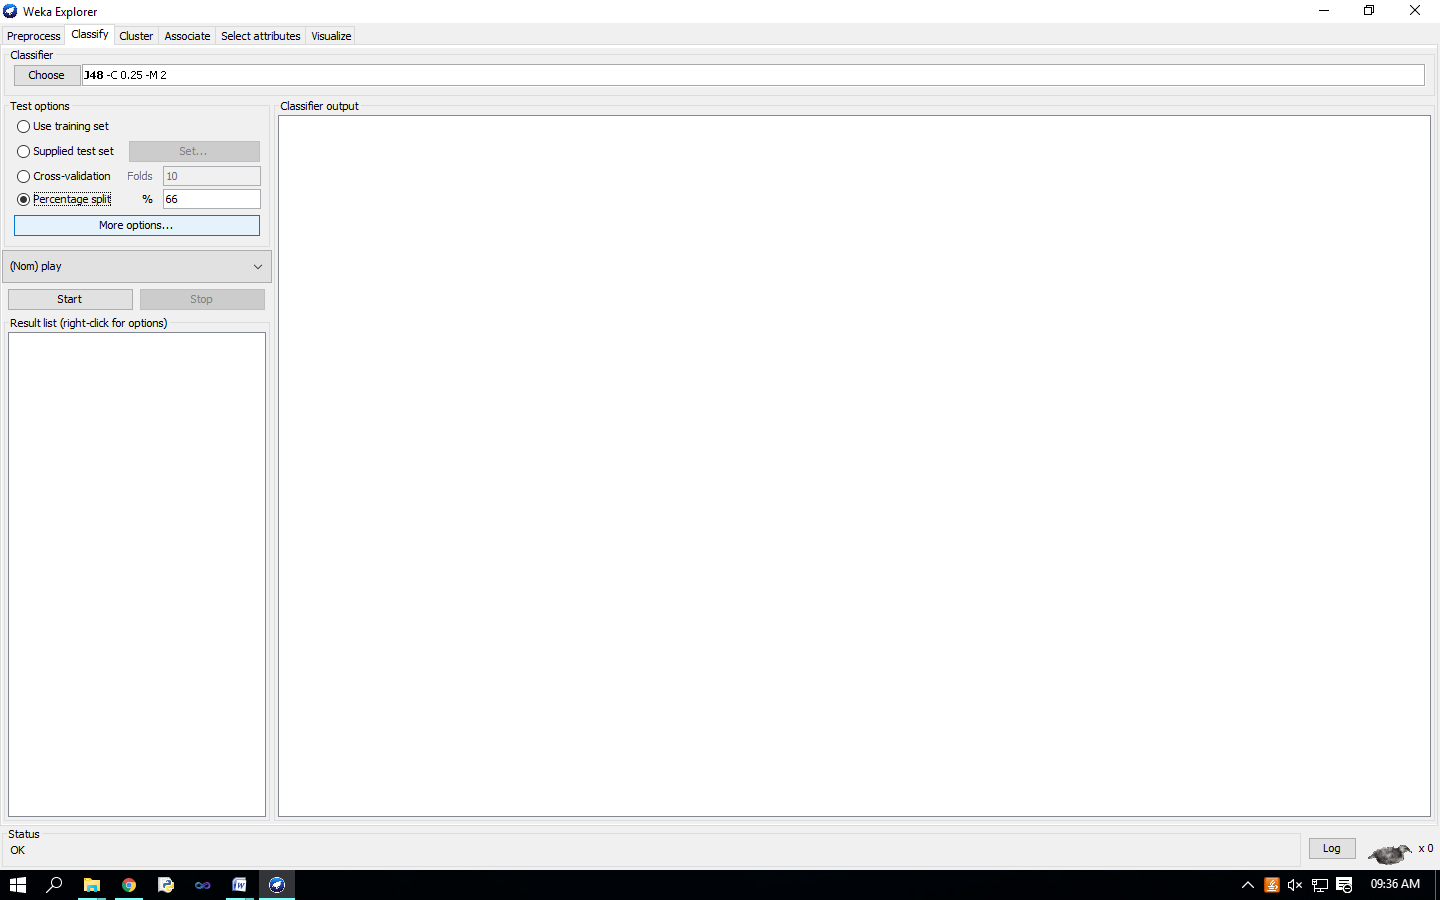 Weka Explorer
Preprocess Classify Cluster Associate Select attributes Visualize
Classifier
Choose J48 -C 0.25 -M 2
Test options
Use training set
Supplied test set Set...
Cross-validation Folds 10
Percentage split % 66
More options...
(Nom) play
Start Stop
Result list (right-click for options)
Classifier output
Status
OK
Log x 0
09:36 AM